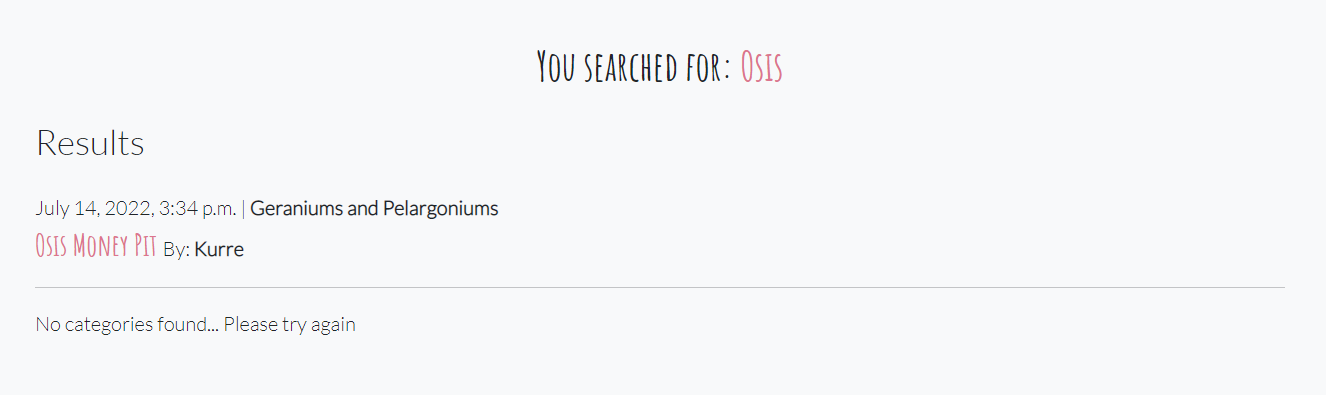 You searched for: Osis
Results
July 14, 2022, 3:34 p.m. | Geraniums and Pelargoniums
Osis Money Pit By: Kurre
No categories found... Please try again